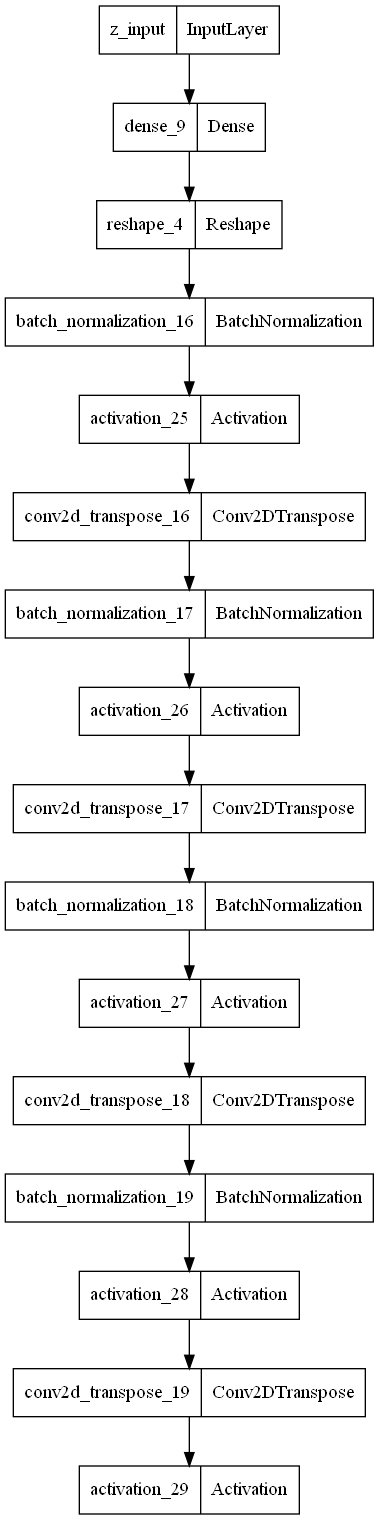 z_input InputLayer
dense_9 Dense
reshape_4 Reshape
batch_normalization_16 BatchNormalization
activation_25 Activation
conv2d_transpose_16 Conv2DTranspose
batch_normalization_17 BatchNormalization
activation_26 Activation
conv2d_transpose_17 Conv2DTranspose
batch_normalization_18 BatchNormalization
activation_27 Activation
conv2d_transpose_18 Conv2DTranspose
batch_normalization_19 BatchNormalization
activation_28 Activation
conv2d_transpose_19 Conv2DTranspose
activation_29 Activation